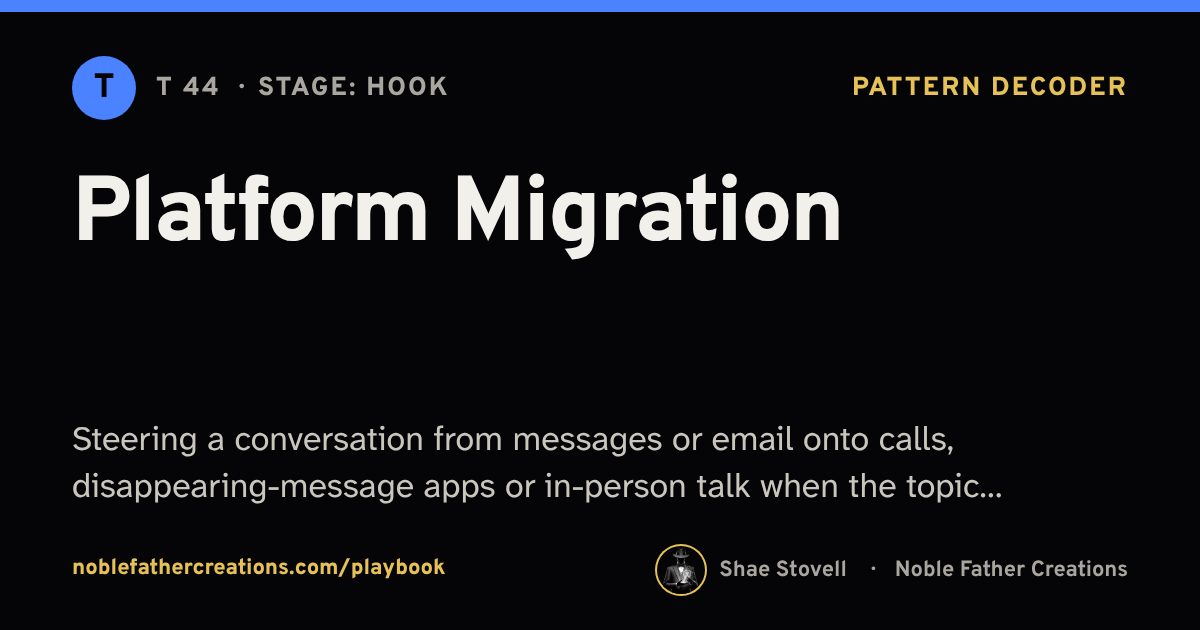 T
T 44 · STAGE: HOOK
PATTERN DECODER
Platform Migration
Steering a conversation from messages or email onto calls,
disappearing-message apps or in-person talk when the topic...
noblefathercreations.com/playbook
Shae Stovell · Noble Father Creations